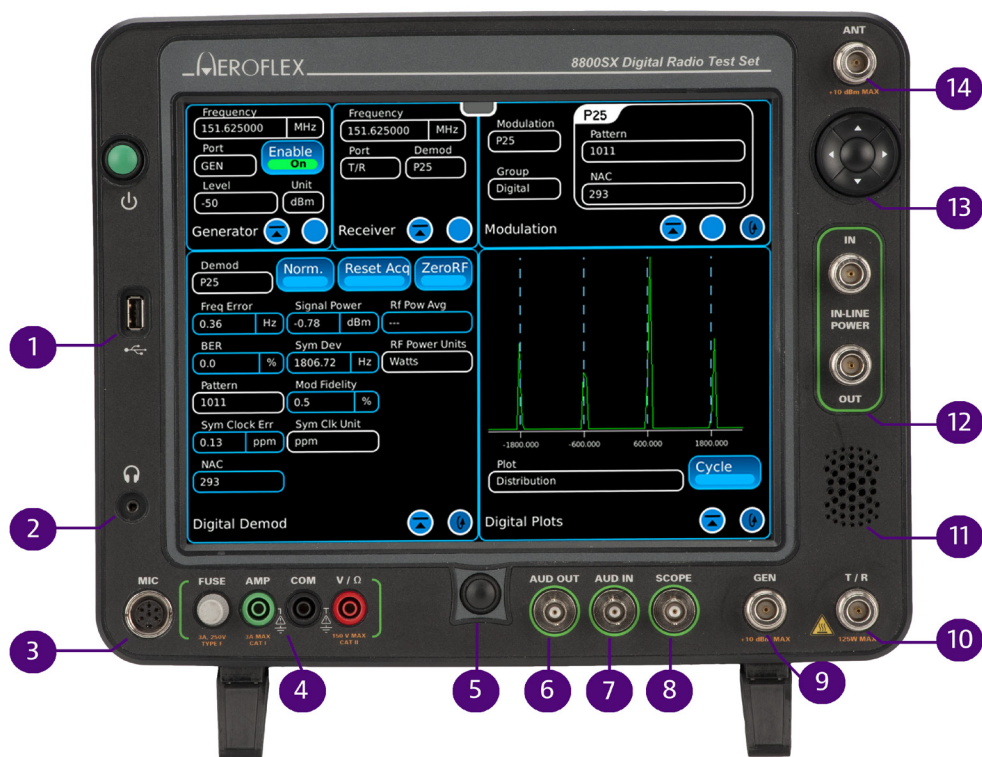 AEROFLEX
8800SX Digital Radio Test Set
ANT
+10 dBm MAX
14
Frequency
151.625000 MHz
Port
GEN
Enable
On
Level
-50
Unit
dBm
Generator
Frequency
151.625000 MHz
Port
T/R
Demod
P25
Receiver
Modulation
P25
Group
Digital
P25
Pattern
1011
NAC
293
Modulation
13
Demod
P25
Norm.
Reset Acq
ZeroRF
Freq Error
0.36 Hz
Signal Power
-0.78 dBm
Rf Pow Avg
---
BER
0.0 %
Sym Dev
1806.72 Hz
RF Power Units
Watts
Pattern
1011
Mod Fidelity
0.5 %
Sym Clock Err
0.13 ppm
Sym Clk Unit
ppm
NAC
293
Digital Demod
-1800.000 -600.000 600.000 1800.000
Plot
Distribution
Cycle
Digital Plots
IN
IN-LINE
POWER
OUT
12
1
2
11
MIC
3
FUSE
3A, 250V
TYPE F
AMP
3A MAX
CAT I
COM
V / Ω
150 V MAX
CAT II
4
5
AUD OUT
6
AUD IN
7
SCOPE
8
GEN
+10 dBm MAX
9
T / R
125W MAX
10